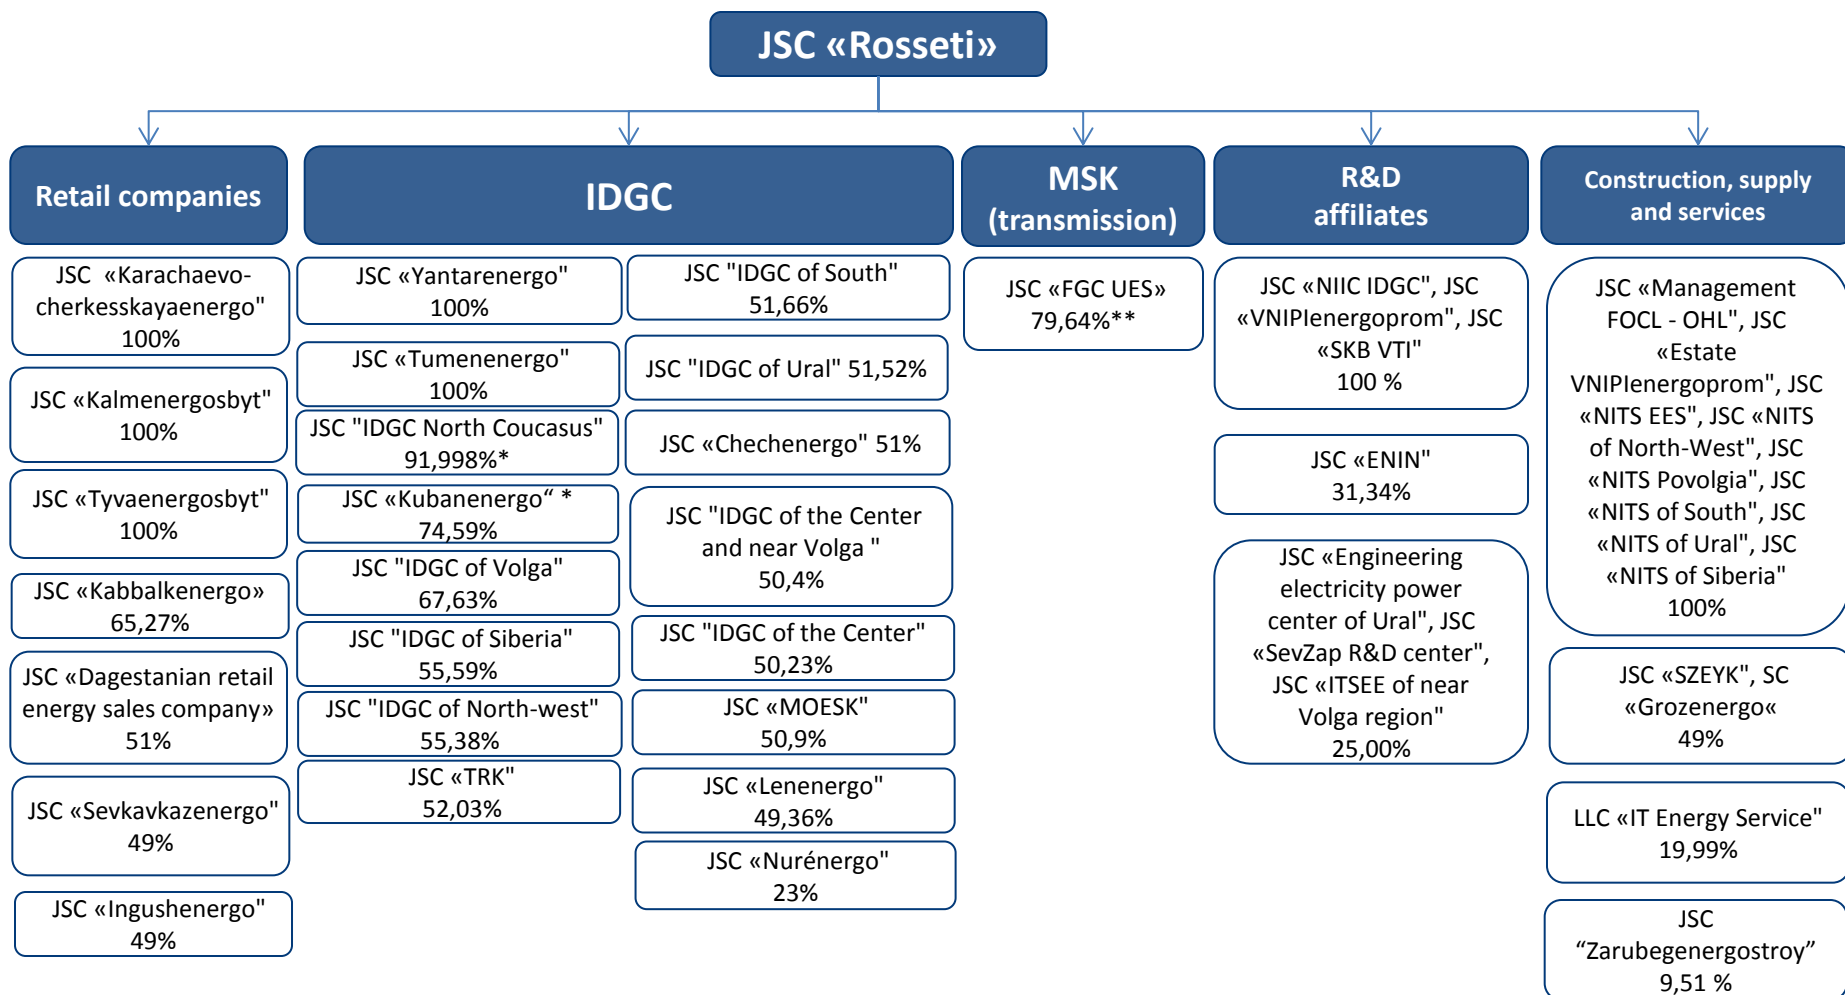 JSC «Rosseti»
Retail companies
JSC «Karachaevo-
cherkesskayaenergo"
100%
JSC «Kalmenergosbyt"
100%
JSC «Tyvaenergosbyt"
100%
JSC «Kabbalkenergo»
65,27%
JSC «Dagestanian retail
energy sales company»
51%
JSC «Sevkavkazenergo"
49%
JSC «Ingushenergo"
49%
IDGC
JSC «Yantarenergo"
100%
JSC «Tumenenergo"
100%
JSC "IDGC North Coucasus"
91,998%*
JSC «Kubanenergo“ *
74,59%
JSC "IDGC of Volga"
67,63%
JSC "IDGC of Siberia"
55,59%
JSC "IDGC of North-west"
55,38%
JSC «TRK"
52,03%
JSC "IDGC of South"
51,66%
JSC "IDGC of Ural" 51,52%
JSC «Chechenergo" 51%
JSC "IDGC of the Center
and near Volga "
50,4%
JSC "IDGC of the Center"
50,23%
JSC «MOESK"
50,9%
JSC «Lenenergo"
49,36%
JSC «Nurénergo"
23%
MSK
(transmission)
JSC «FGC UES»
79,64%**
R&D
affiliates
JSC «NIIC IDGC", JSC
«VNIPIenergoprom", JSC
«SKB VTI"
100 %
JSC «ENIN"
31,34%
JSC «Engineering
electricity power
center of Ural", JSC
«SevZap R&D center",
JSC «ITSEE of near
Volga region"
25,00%
Construction, supply
and services
JSC «Management
FOCL - OHL", JSC
«Estate
VNIPIenergoprom", JSC
«NITS EES", JSC «NITS
of North-West", JSC
«NITS Povolgia", JSC
«NITS of South", JSC
«NITS of Ural", JSC
«NITS of Siberia"
100%
JSC «SZEYK", SC
«Grozenergo«
49%
LLC «IT Energy Service"
19,99%
JSC
“Zarubegenergostroy”
9,51 %